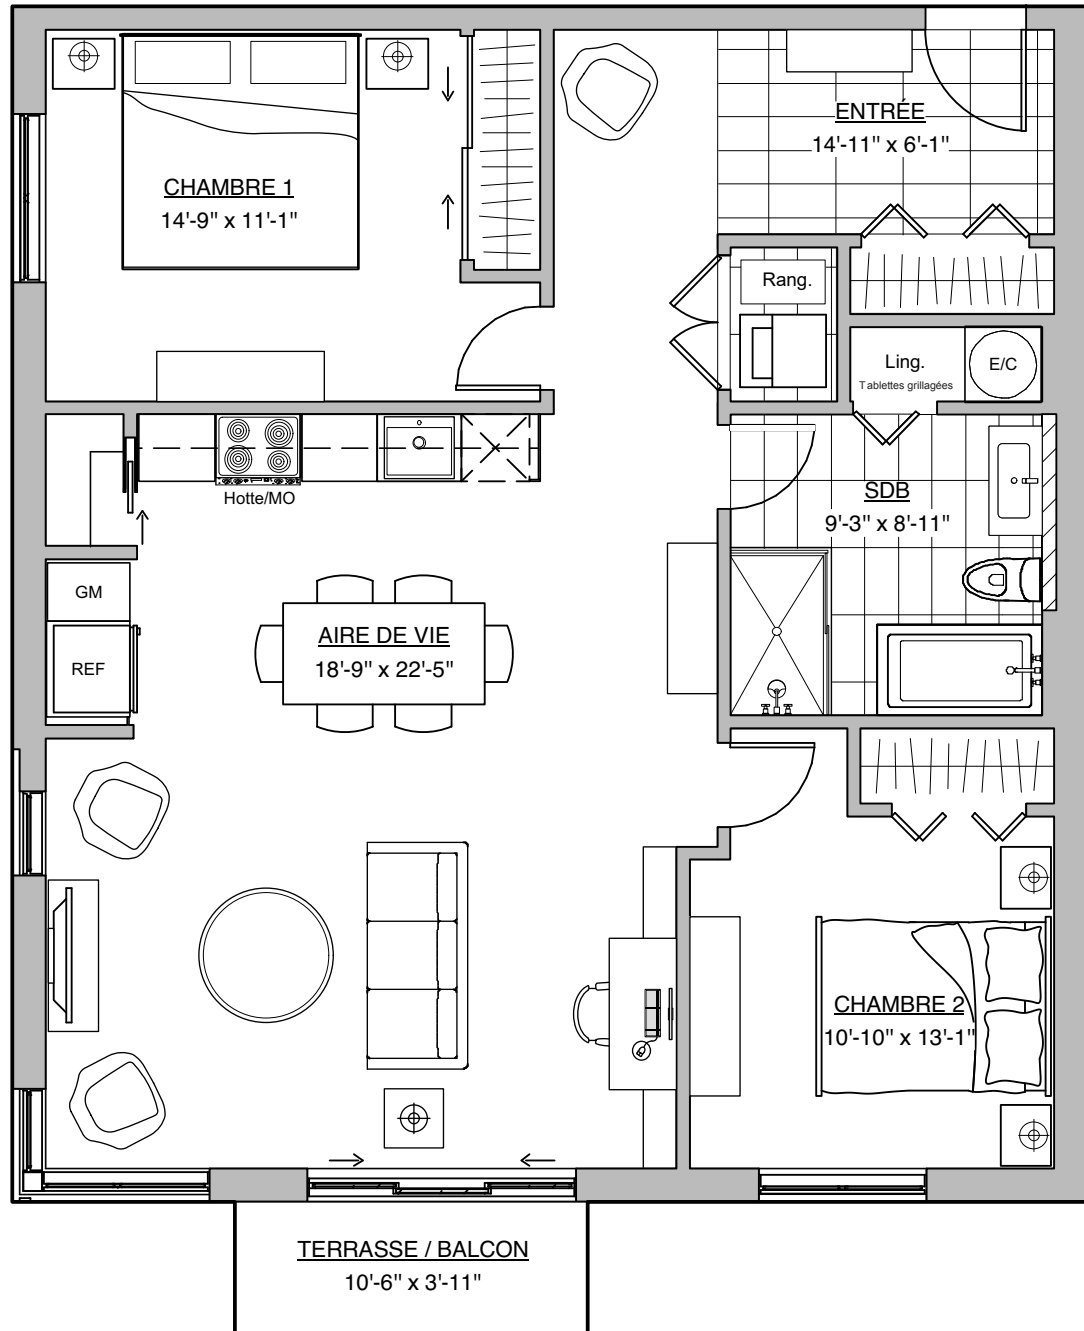 ENTRÉE
14'-11" x 6'-1"
CHAMBRE 1
14'-9" x 11'-1"
Rang.
Ling.
Tablettes grillagées
E/C
SDB
9'-3" x 8'-11"
Hotte/MO
GM
REF
AIRE DE VIE
18'-9" x 22'-5"
CHAMBRE 2
10'-10" x 13'-1"
TERRASSE / BALCON
10'-6" x 3'-11"